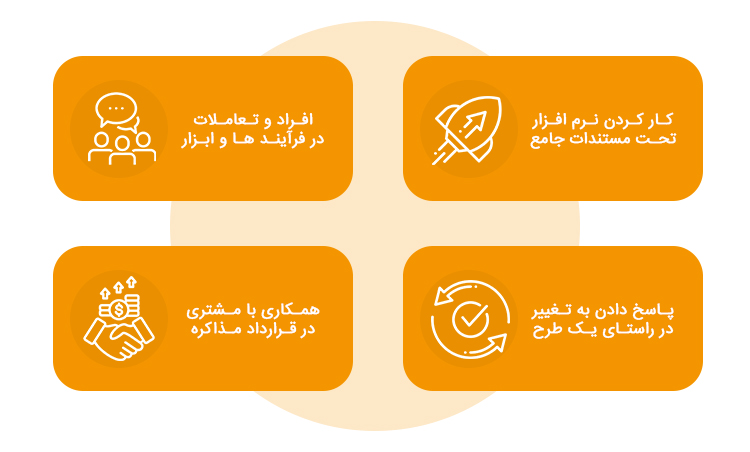 کار کردن نرم افزار
تحت مستندات جامع
افراد و تعاملات
در فرآیند ها و ابزار
پاسخ دادن به تغییر
در راستای یک طرح
همکاری با مشتری
در قرارداد مذاکره